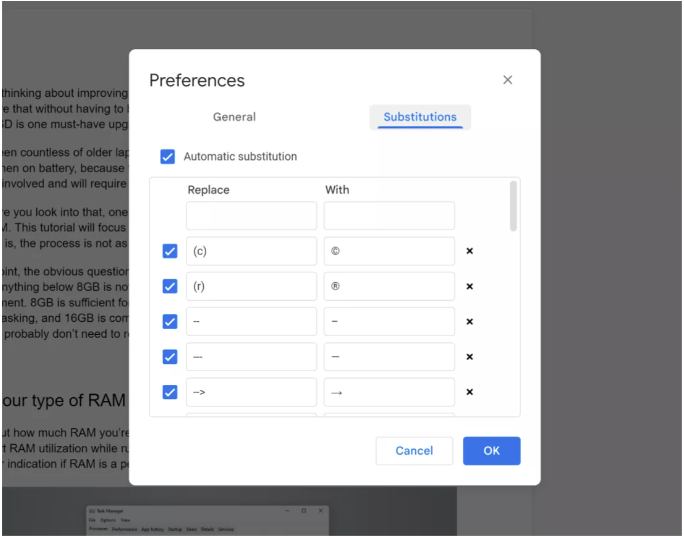 Preferences
×
General
Substitutions
Automatic substitution
Replace With
(c) ©
(r) ®
-- –
--- —
--> →
Cancel OK
thinking about improving
e that without having to
SD is one must-have upg
en countless of older lap
hen on battery, because
involved and will require
re you look into that, one
M. This tutorial will focus
is, the process is not as
oint, the obvious question
nything below 8GB is no
ment. 8GB is sufficient fo
asking, and 16GB is com
probably don't need to r
our type of RAM
ut how much RAM you're
t RAM utilization while ru
r indication if RAM is a pe
Task Manager
File Options View
Processes Performance App history Startup Users Details Services